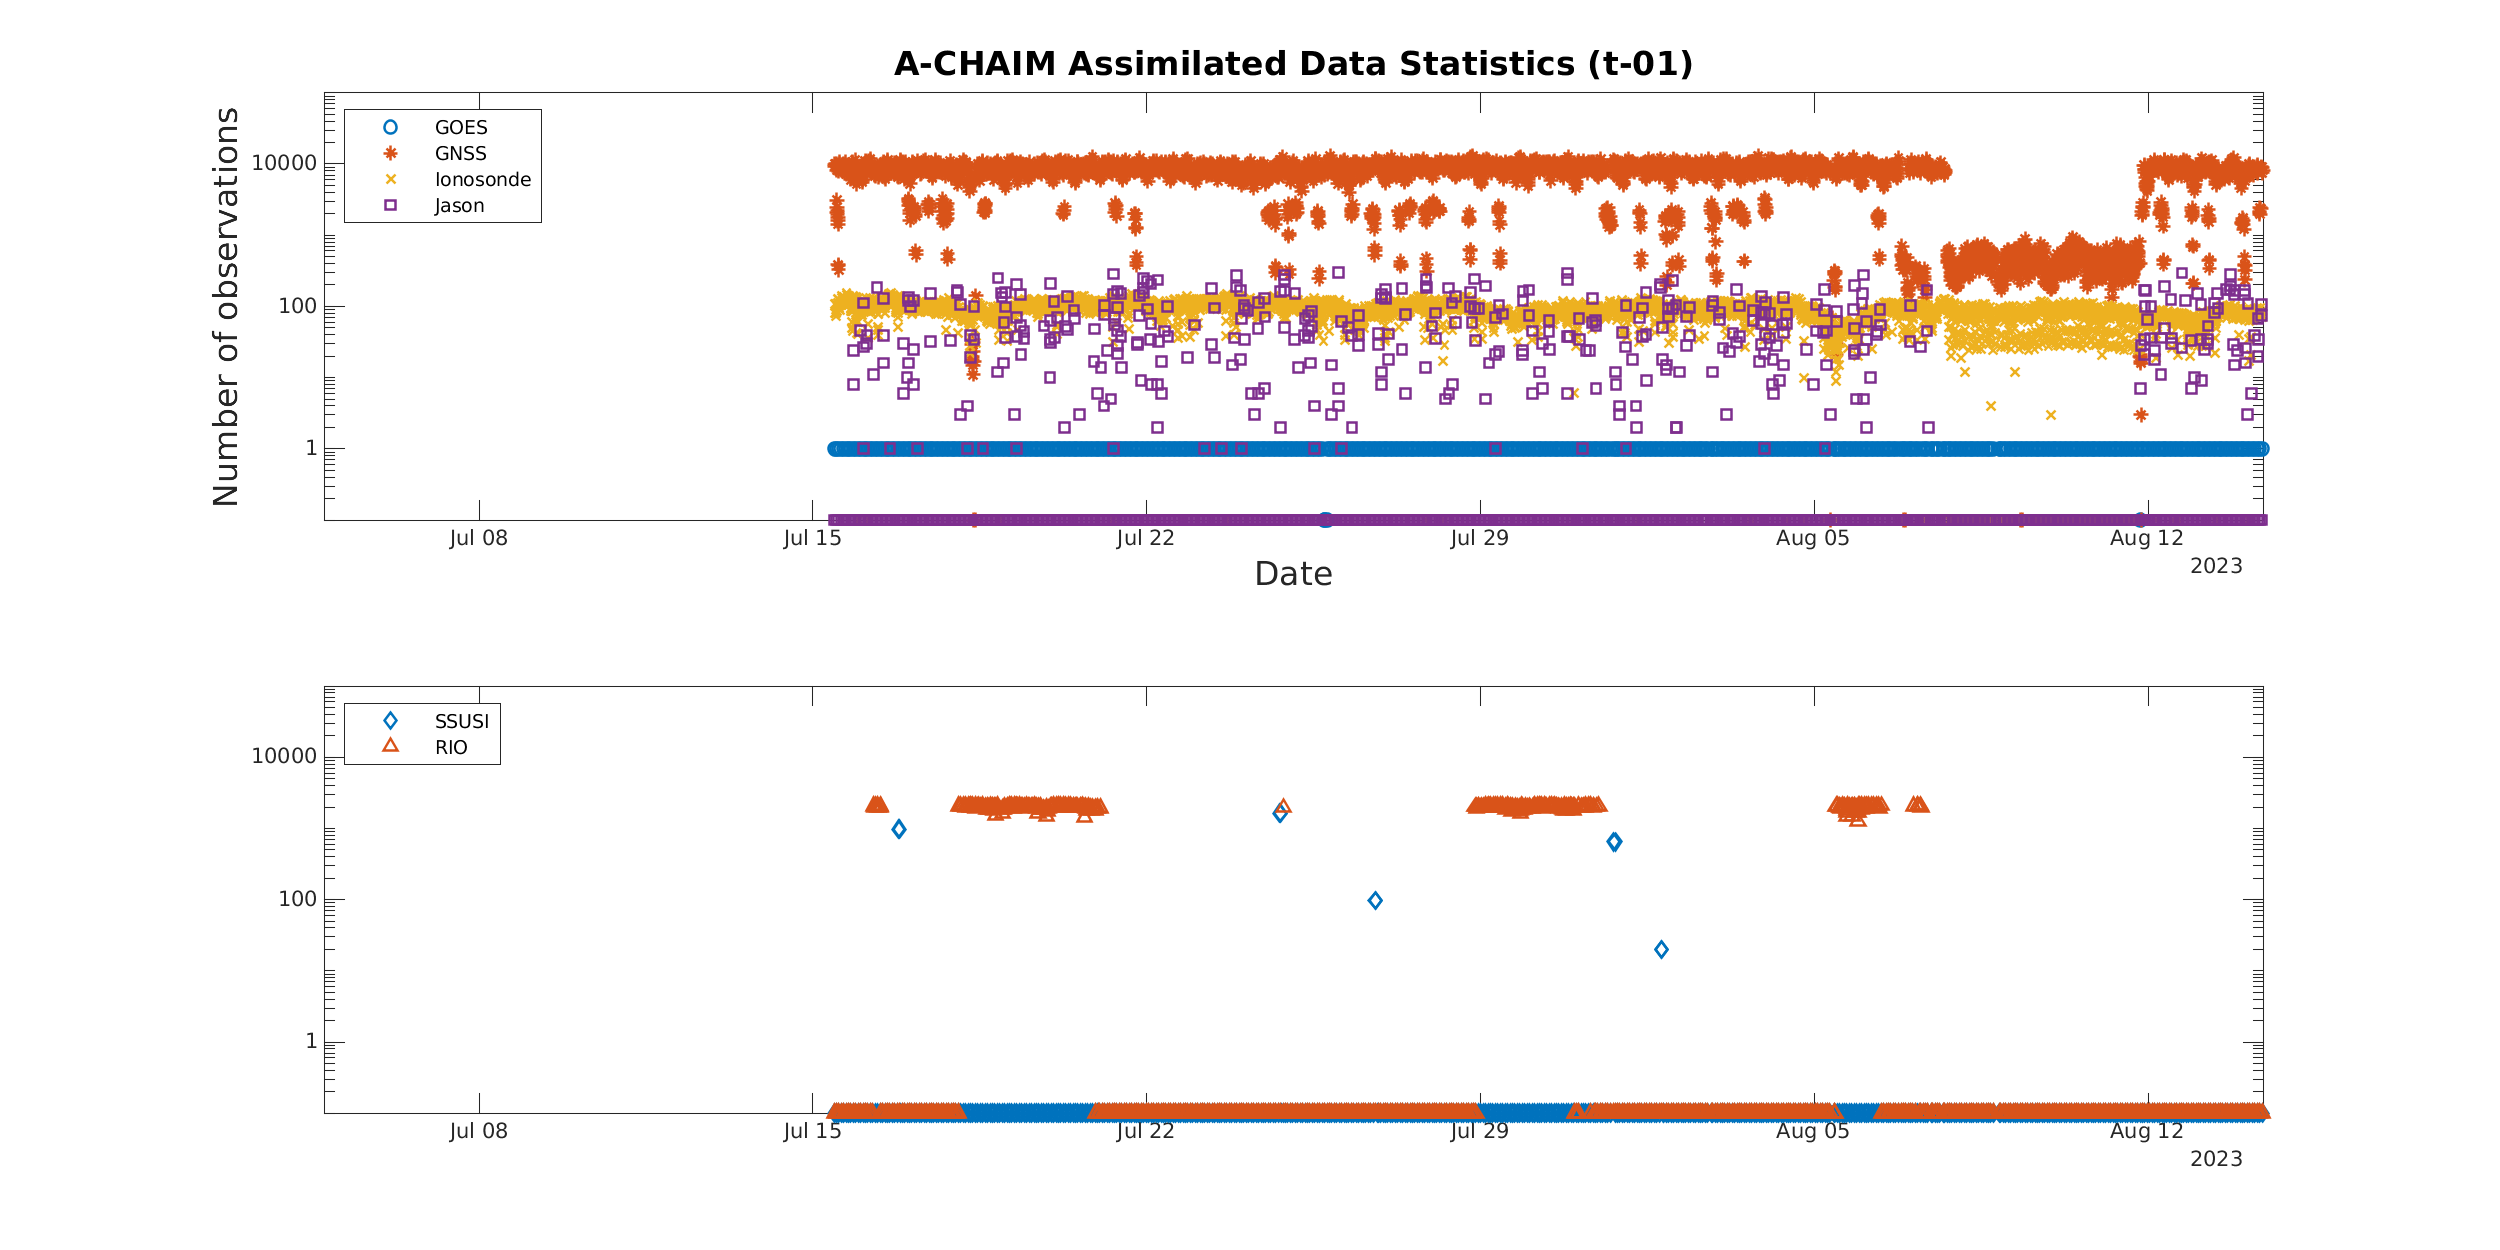 A-CHAIM Assimilated Data Statistics (t-01)
Number of observations
10000
100
1
GOES
GNSS
Ionosonde
Jason
Jul 08
Jul 15
Jul 22
Jul 29
Aug 05
Aug 12
2023
Date
10000
100
1
SSUSI
RIO
Jul 08
Jul 15
Jul 22
Jul 29
Aug 05
Aug 12
2023